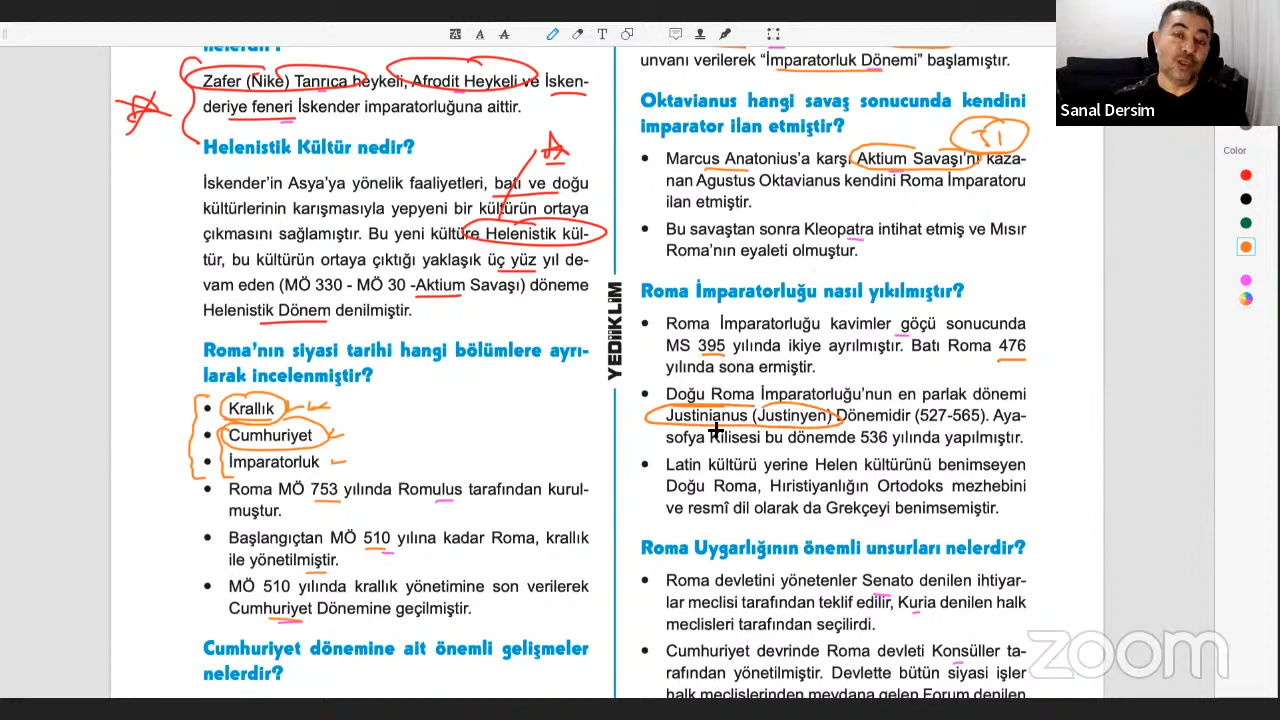 nelerdir?
Zafer (Nike) Tanrıca heykeli, Afrodit Heykeli ve İsken-
deriye feneri İskender imparatorluğuna aittir.
Helenistik Kültür nedir?
İskender’in Asya’ya yönelik faaliyetleri, batı ve doğu
kültürlerinin karışmasıyla yepyeni bir kültürün ortaya
çıkmasını sağlamıştır. Bu yeni kültüre Helenistik kül-
tür, bu kültürün ortaya çıktığı yaklaşık üç yüz yıl de-
vam eden (MÖ 330 - MÖ 30 -Aktium Savaşı) döneme
Helenistik Dönem denilmiştir.
Roma’nın siyasi tarihi hangi bölümlere ayrı-
larak incelenmiştir?
• Krallık
• Cumhuriyet
• İmparatorluk
• Roma MÖ 753 yılında Romulus tarafından kurul-
muştur.
• Başlangıçtan MÖ 510 yılına kadar Roma, krallık
ile yönetilmiştir.
• MÖ 510 yılında krallık yönetimine son verilerek
Cumhuriyet Dönemine geçilmiştir.
Cumhuriyet dönemine ait önemli gelişmeler
nelerdir?
YEDİİKLİM
unvanı verilerek “İmparatorluk Dönemi” başlamıştır.
Oktavianus hangi savaş sonucunda kendini
imparator ilan etmiştir?
31
• Marcus Anatonius’a karşı Aktium Savaşı’nı kaza-
nan Agustus Oktavianus kendini Roma İmparatoru
ilan etmiştir.
• Bu savaştan sonra Kleopatra intihat etmiş ve Mısır
Roma’nın eyaleti olmuştur.
Roma İmparatorluğu nasıl yıkılmıştır?
• Roma İmparatorluğu kavimler göçü sonucunda
MS 395 yılında ikiye ayrılmıştır. Batı Roma 476
yılında sona ermiştir.
• Doğu Roma İmparatorluğu’nun en parlak dönemi
Justinianus (Justinyen) Dönemidir (527-565). Aya-
sofya Kilisesi bu dönemde 536 yılında yapılmıştır.
• Latin kültürü yerine Helen kültürünü benimseyen
Doğu Roma, Hıristiyanlığın Ortodoks mezhebini
ve resmî dil olarak da Grekçeyi benimsemiştir.
Roma Uygarlığının önemli unsurları nelerdir?
• Roma devletini yönetenler Senato denilen ihtiyar-
lar meclisi tarafından teklif edilir, Kuria denilen halk
meclisleri tarafından seçilirdi.
• Cumhuriyet devrinde Roma devleti Konsüller ta-
rafından yönetilmiştir. Devlette bütün siyasi işler
halk meclislerinden meydana gelen Forum denilen
Sanal Dersim
Color
zoom